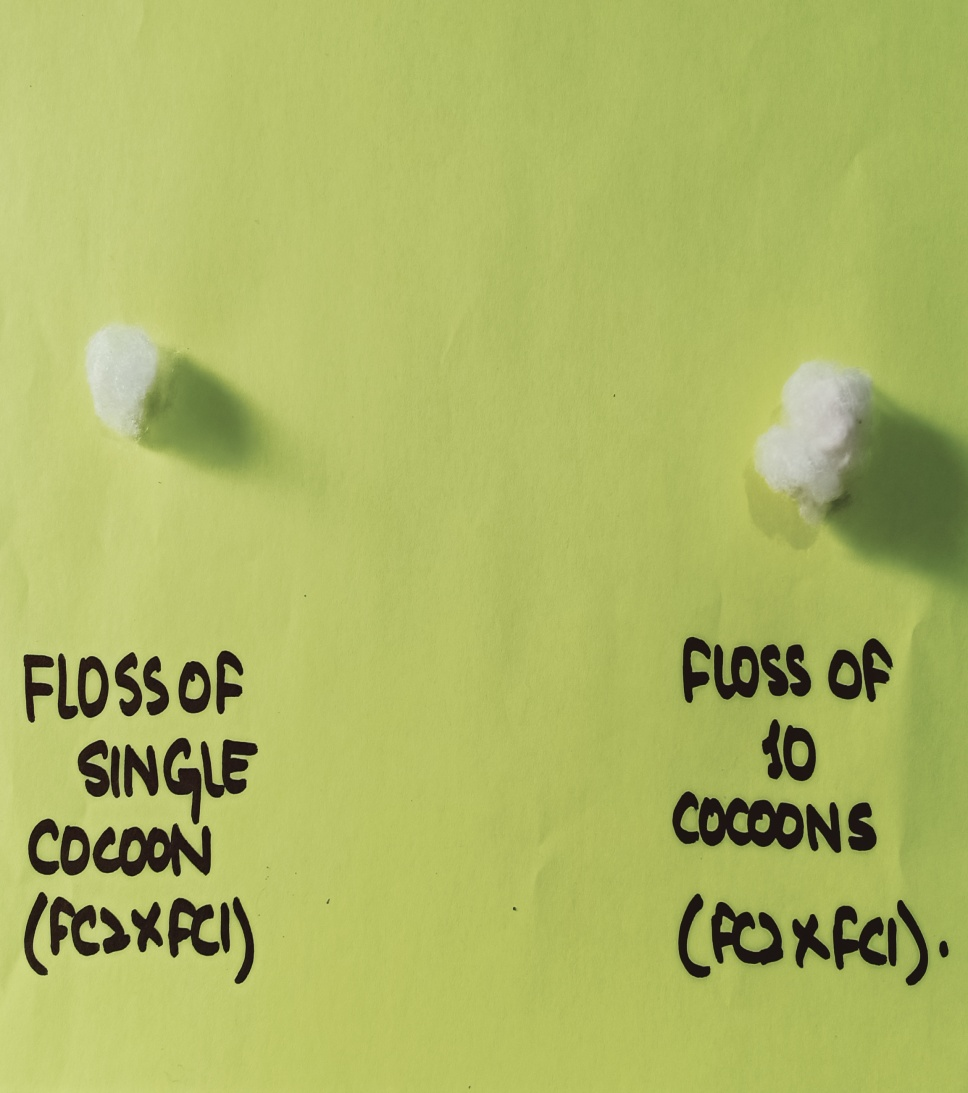 FLOSS OF
SINGLE
COCOON
(FC2XFC1)
FLOSS OF
10
COCOONS
(FC2XFC1).